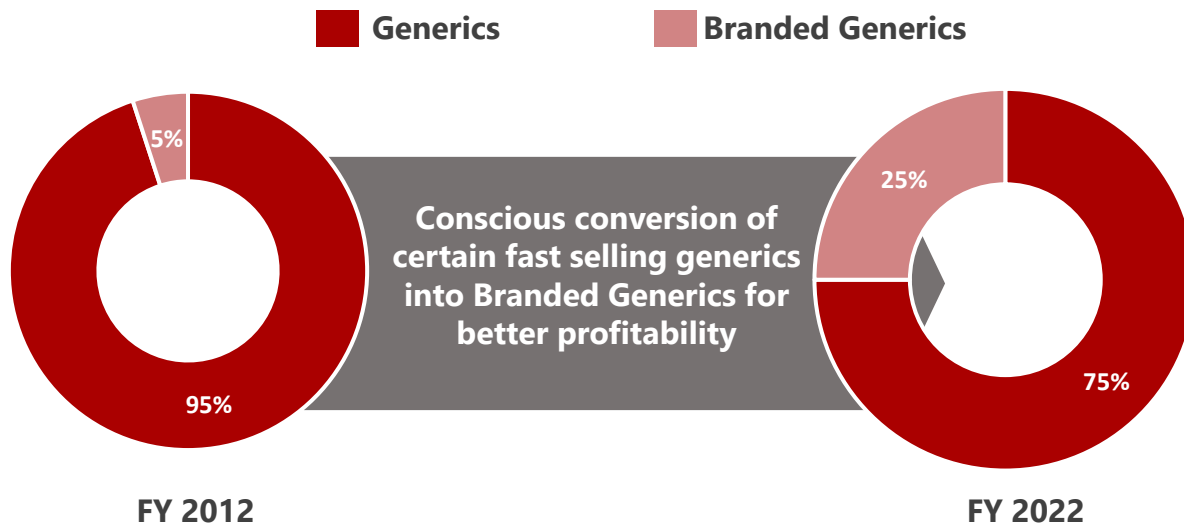 Generics
Branded Generics
5%
95%
Conscious conversion of
certain fast selling generics
into Branded Generics for
better profitability
25%
75%
FY 2012
FY 2022